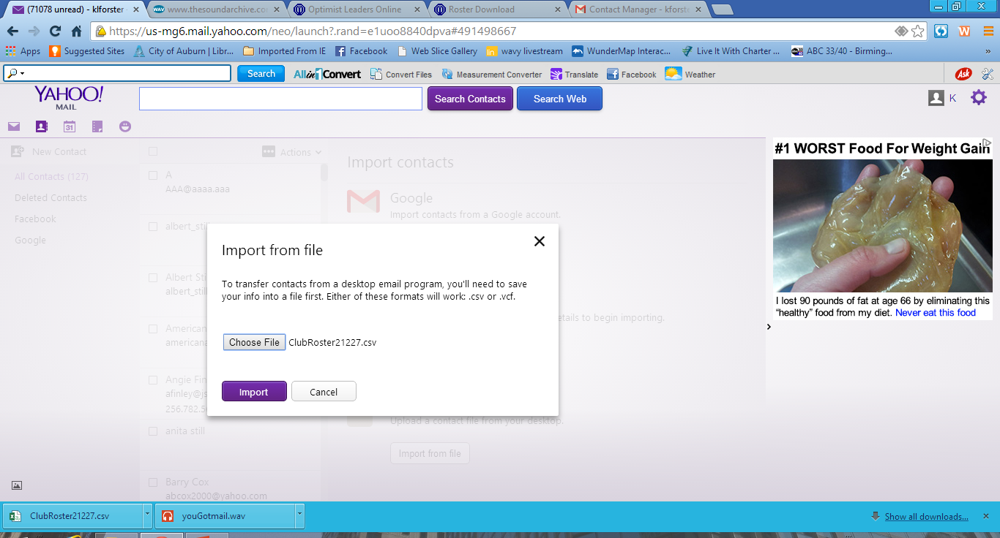 (71078 unread) - klforster
www.thesoundarchive.co
Optimist Leaders Online
Roster Download
Contact Manager - kforste
https://us-mg6.mail.yahoo.com/neo/launch?.rand=e1uoo8840dpva#491498667
Apps
Suggested Sites
City of Auburn | Libr...
Imported From IE
Facebook
Web Slice Gallery
wavy livestream
WunderMap Interac...
Live It With Charter ...
ABC 33/40 - Birming...
»
Search
Allin1Convert
Convert Files
Measurement Converter
Translate
Facebook
Weather
Ask
YAHOO!
MAIL
Search Contacts
Search Web
K
31
New Contact
Actions
Import contacts
All Contacts (127)
Deleted Contacts
Facebook
Google
A
AAA@aaaa.aaa
albert_still
Albert Sti
albert_still
American
americana
Angie Fin
afinley@js
256.782.5
anita still
Barry Cox
abcox2000@yahoo.com
Google
Import contacts from a Google account.
Import from file
To transfer contacts from a desktop email program, you'll need to save
your info into a file first. Either of these formats will work: .csv or .vcf.
etails to begin importing.
Choose File ClubRoster21227.csv
Import
Cancel
Upload a contact file from your desktop.
Import from file
#1 WORST Food For Weight Gain
I lost 90 pounds of fat at age 66 by eliminating this
“healthy” food from my diet. Never eat this food
ClubRoster21227.csv
youGotmail.wav
Show all downloads...